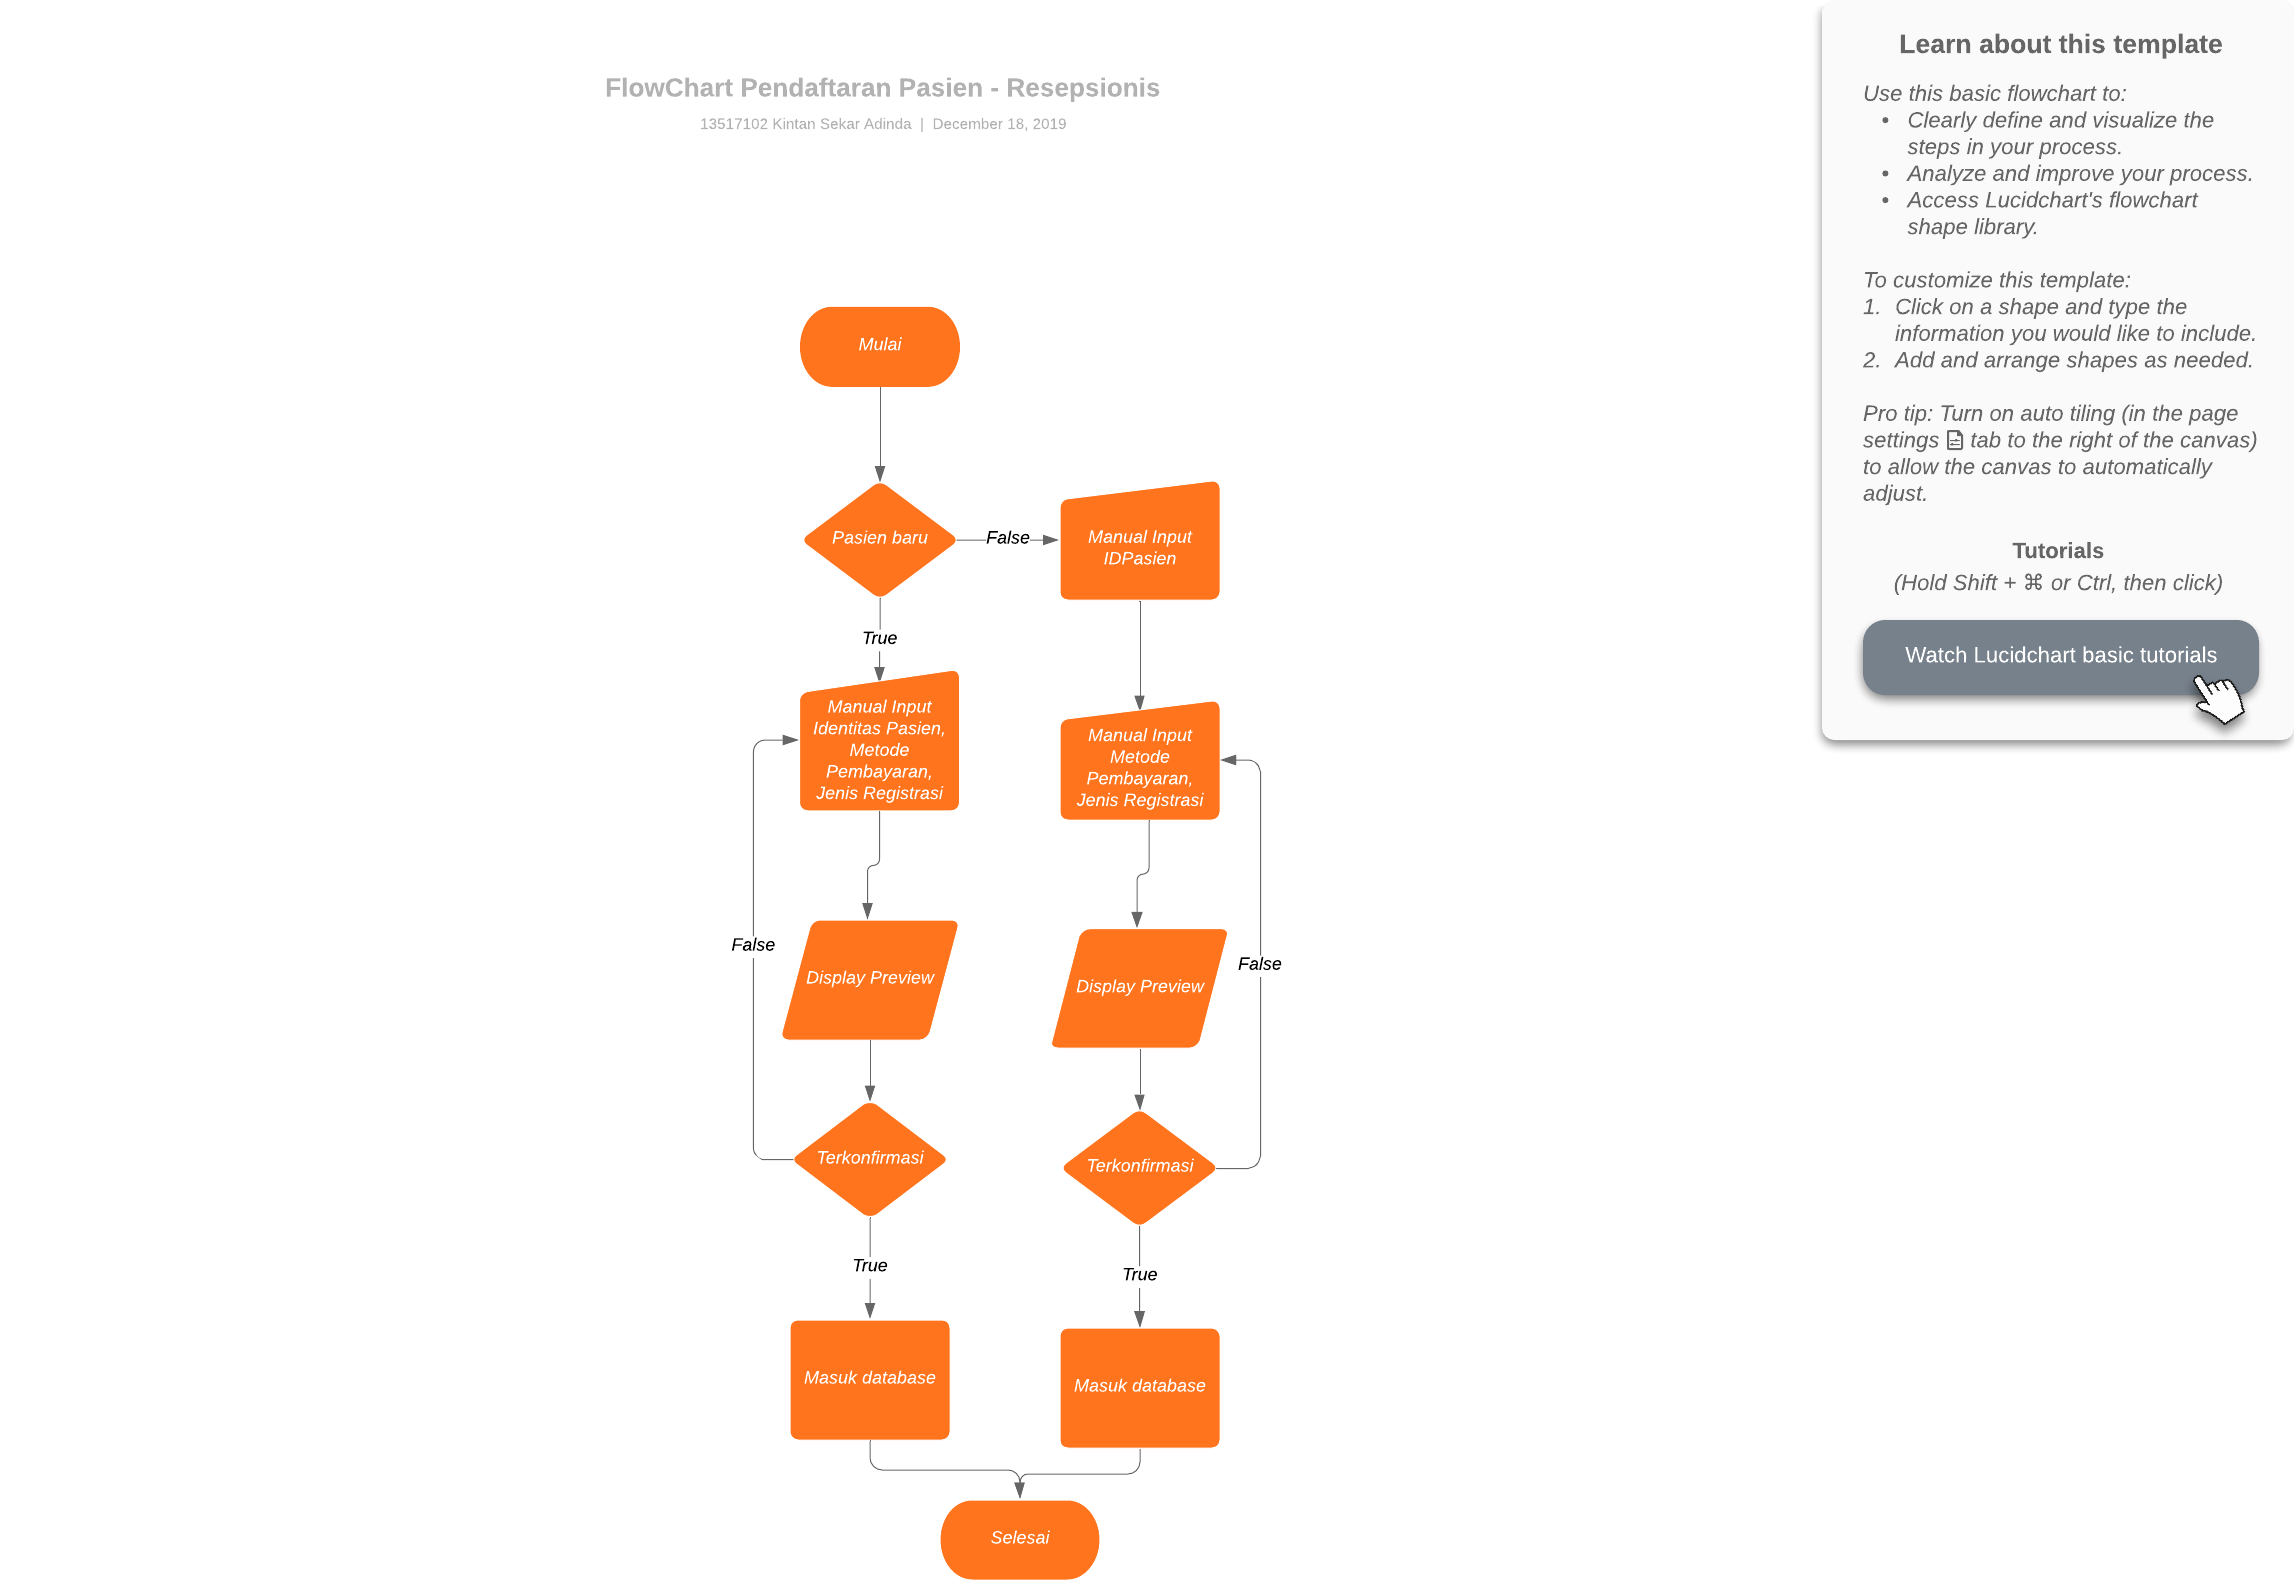 FlowChart Pendaftaran Pasien - Resepsionis
13517102 Kintan Sekar Adinda | December 18, 2019
Mulai
Pasien baru
False
Manual Input
IDPasien
True
Manual Input
Identitas Pasien,
Metode
Pembayaran,
Jenis Registrasi
Manual Input
Metode
Pembayaran,
Jenis Registrasi
False
Display Preview
Display Preview
False
Terkonfirmasi
Terkonfirmasi
True
True
Masuk database
Masuk database
Selesai
Learn about this template
Use this basic flowchart to:
• Clearly define and visualize the
steps in your process.
• Analyze and improve your process.
• Access Lucidchart's flowchart
shape library.
To customize this template:
1. Click on a shape and type the
information you would like to include.
2. Add and arrange shapes as needed.
Pro tip: Turn on auto tiling (in the page
settings tab to the right of the canvas)
to allow the canvas to automatically
adjust.
Tutorials
(Hold Shift + ⌘ or Ctrl, then click)
Watch Lucidchart basic tutorials